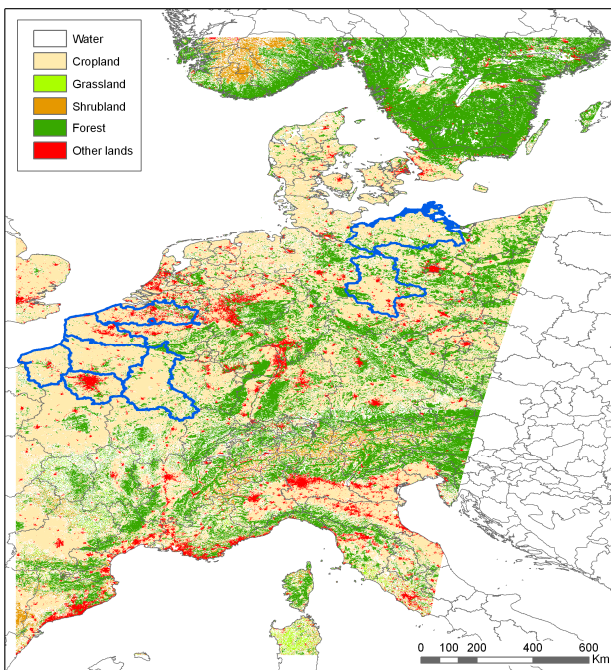 Water
Cropland
Grassland
Shrubland
Forest
Other lands
0 100 200 400 600
Km